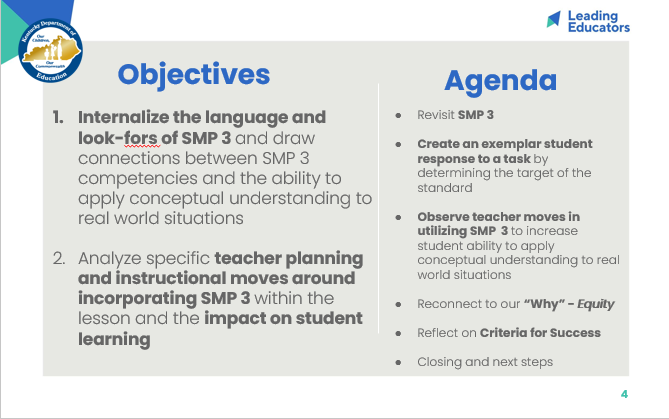 Kentucky Department of
Our
Children,
Our
Commonwealth
Education
Leading
Educators
Objectives
1. Internalize the language and
look-fors of SMP 3 and draw
connections between SMP 3
competencies and the ability to
apply conceptual understanding to
real world situations
2. Analyze specific teacher planning
and instructional moves around
incorporating SMP 3 within the
lesson and the impact on student
learning
Agenda
● Revisit SMP 3
● Create an exemplar student
response to a task by
determining the target of the
standard
● Observe teacher moves in
utilizing SMP 3 to increase
student ability to apply
conceptual understanding to real
world situations
● Reconnect to our “Why” - Equity
● Reflect on Criteria for Success
● Closing and next steps
4